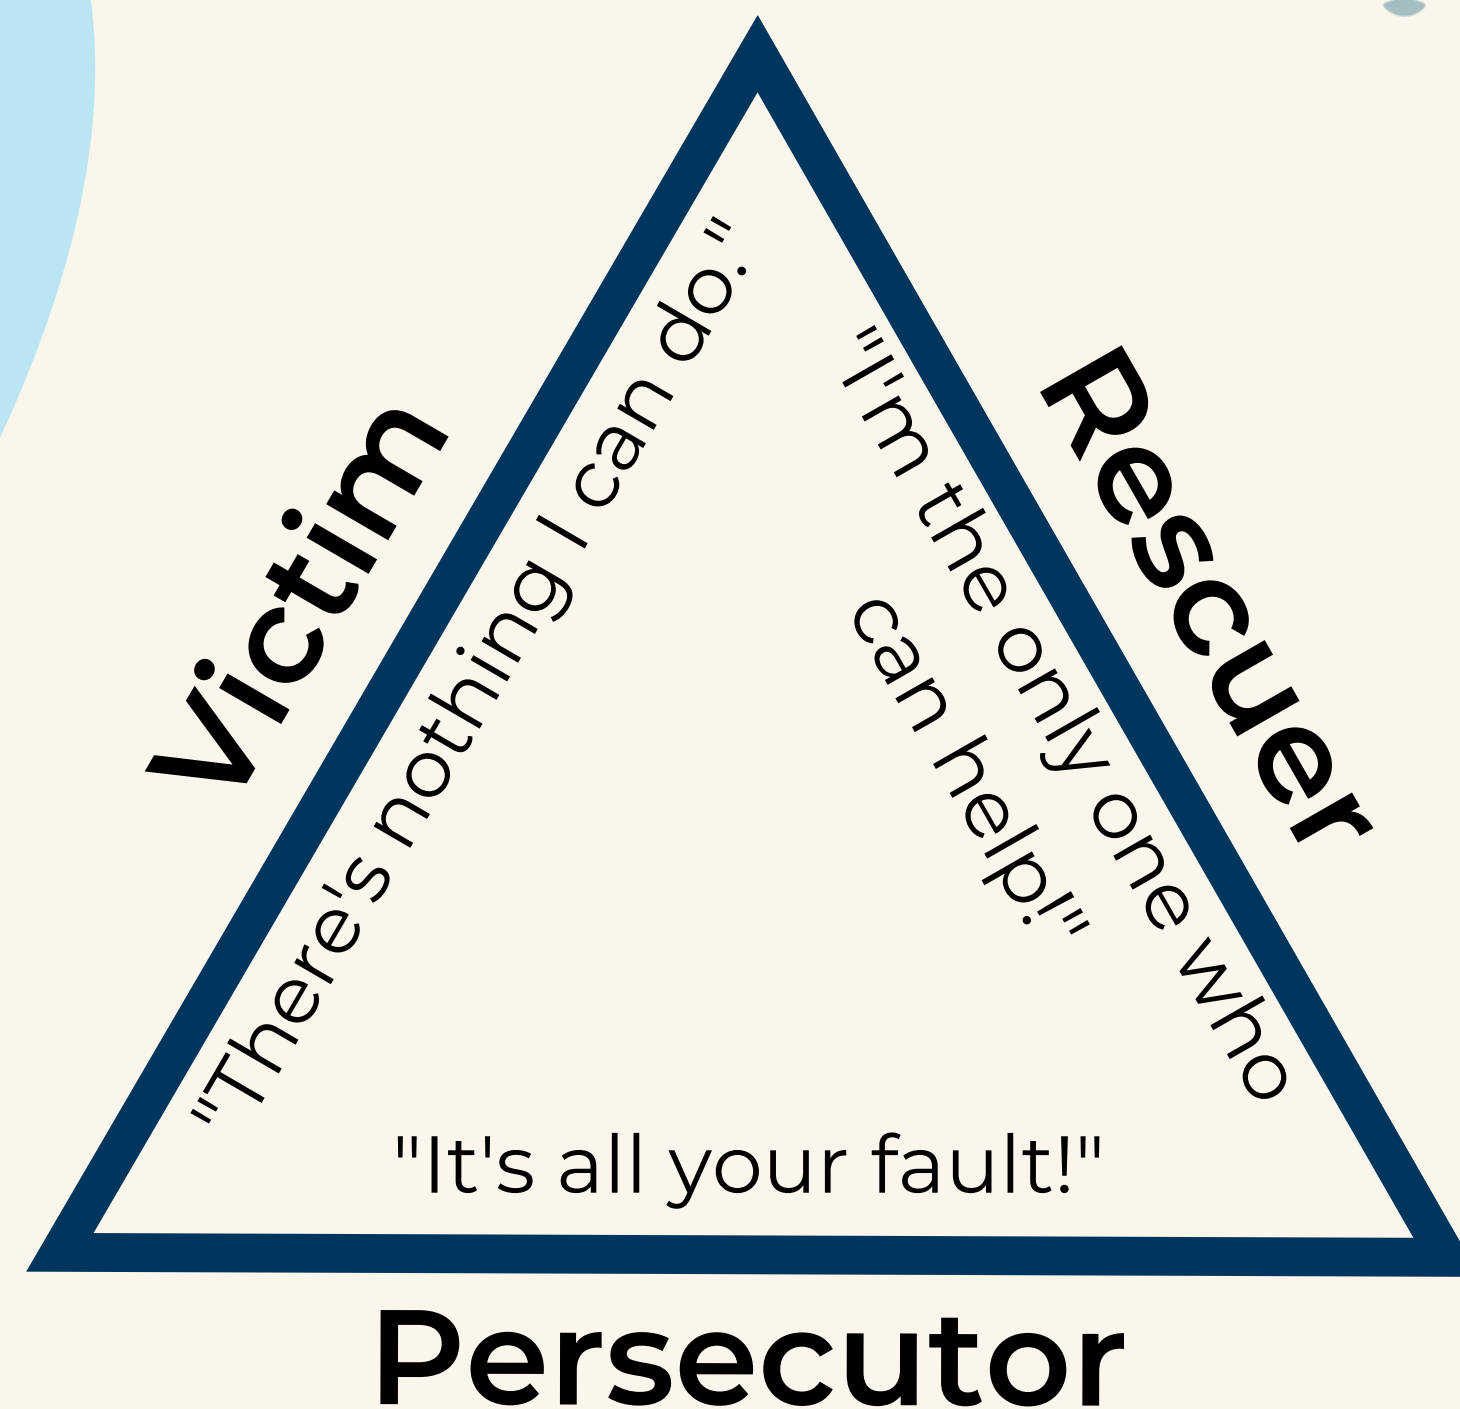 Victim
"There's nothing I can do."
Rescuer
"I'm the only one who
can help!"
"It's all your fault!"
Persecutor